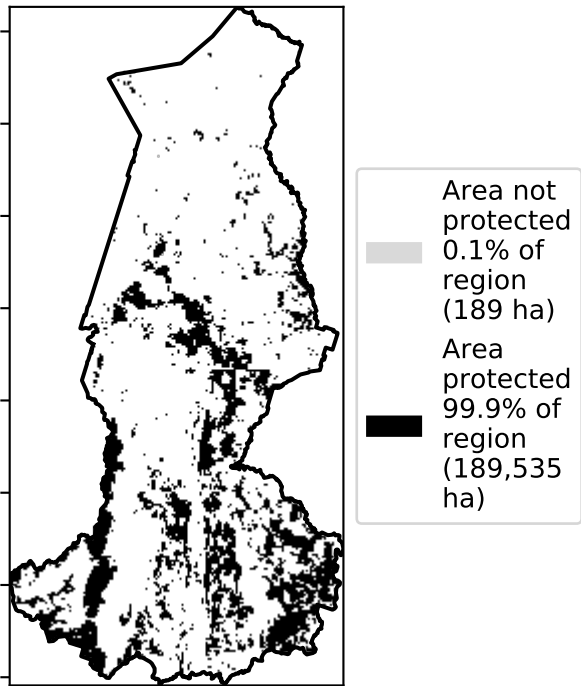 Area not
protected
0.1% of
region
(189 ha)
Area
protected
99.9% of
region
(189,535
ha)